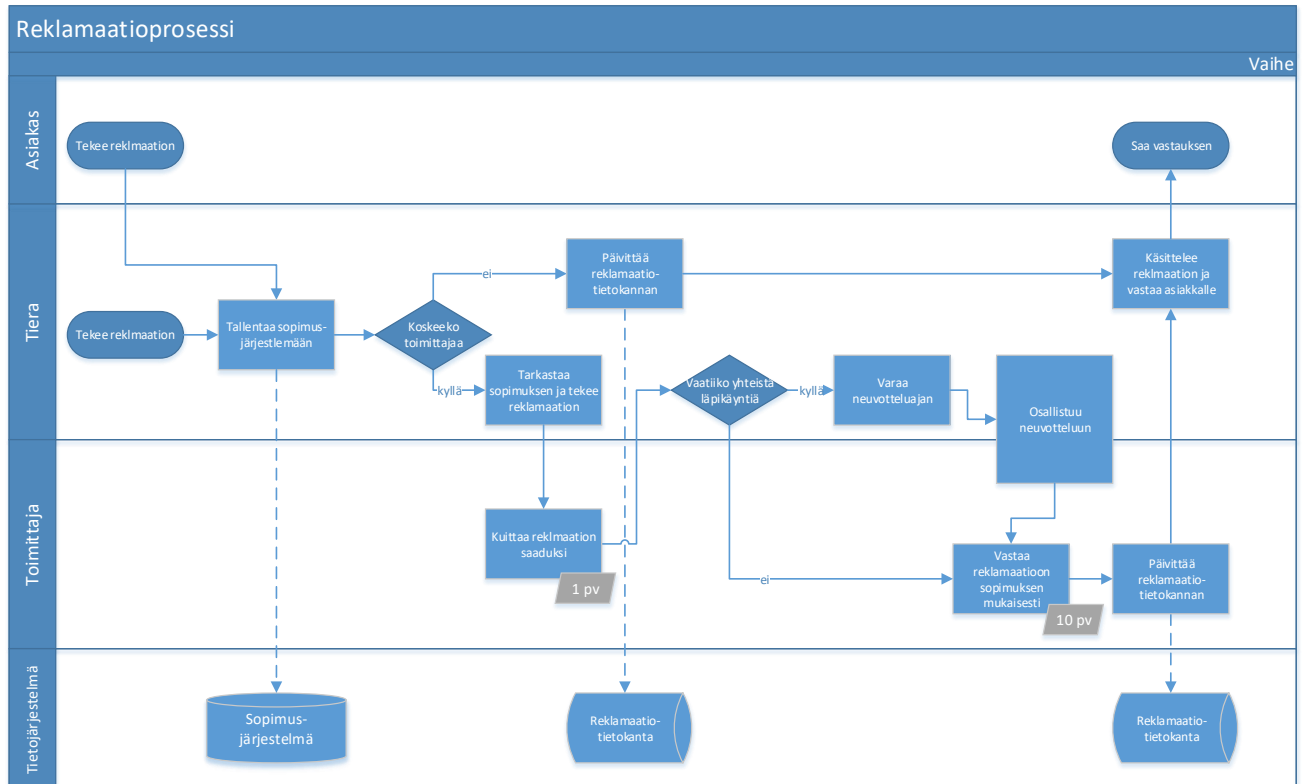 Reklamaatioprosessi
Vaihe
Asiakas
Tekee reklmaation
Saa vastauksen
Tiera
Tekee reklmaation
Tallentaa sopimus-
järjestlemään
Koskeeko
toimittajaa
ei
Päivittää
reklamaatio-
tietokannan
Käsittelee
reklmaation ja
vastaa asiakkalle
kyllä
Tarkastaa
sopimuksen ja tekee
reklamaation
Vaatiiko yhteistä
läpikäyntiä
kyllä
Varaa
neuvotteluajan
Osallistuu
neuvotteluun
Toimittaja
Kuittaa reklmaation
saaduksi
1 pv
ei
Vastaa
reklamaatioon
sopimuksen
mukaisesti
10 pv
Päivittää
reklamaatio-
tietokannan
Tietojärjestelmä
Sopimus-
järjestelmä
Reklamaatio-
tietokanta
Reklamaatio-
tietokanta